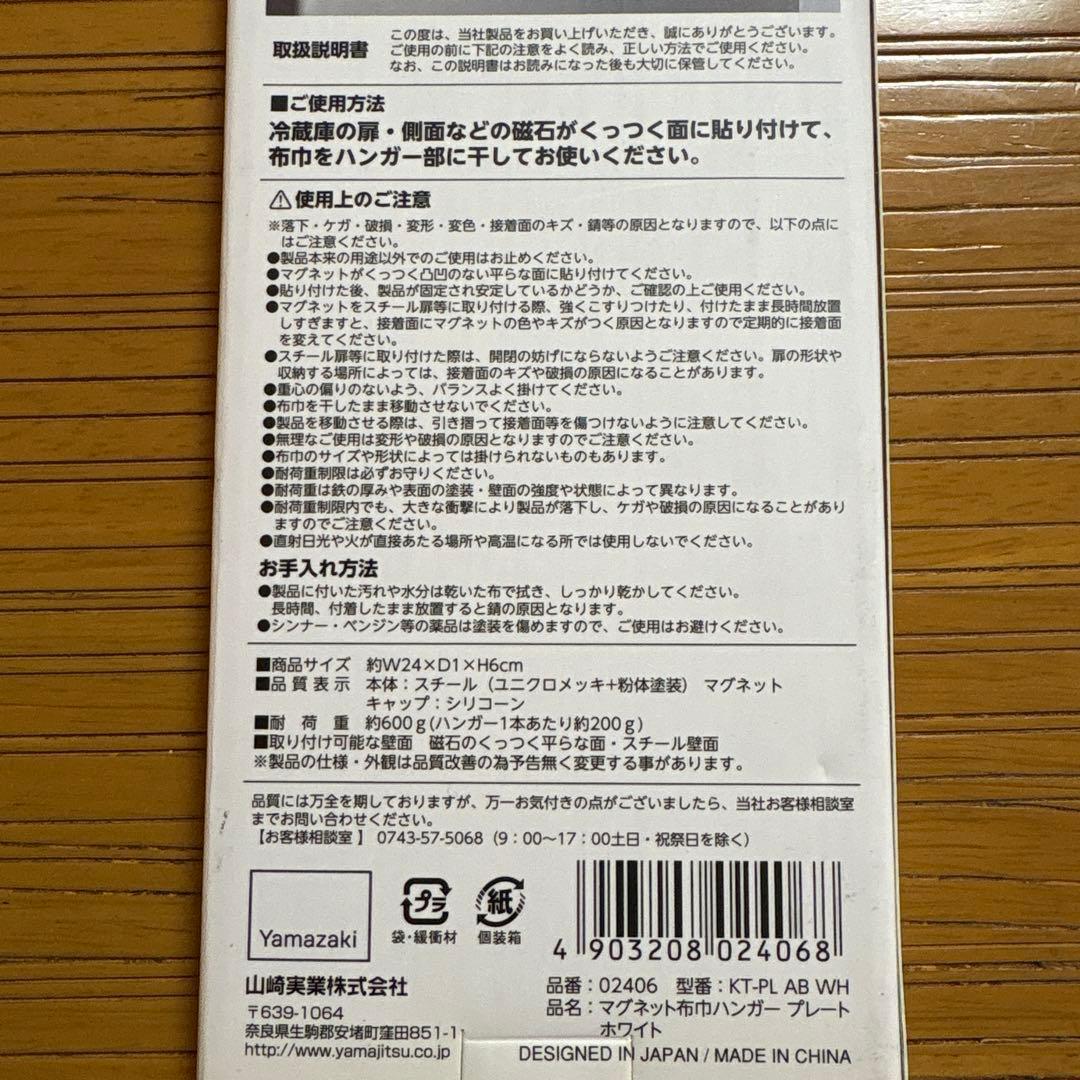 取扱説明書
この度は、当社製品をお買い上げいただき、誠にありがとうございます。
ご使用の前に下記の注意をよく読み、正しい方法でご使用ください。
なお、この説明書はお読みになった後も大切に保管してください。
■ご使用方法
冷蔵庫の扉・側面などの磁石がくっつく面に貼り付けて、
布巾をハンガー部に干してお使いください。
⚠使用上のご注意
※落下・ケガ・破損・変形・変色・接着面のキズ・錆等の原因となりますので、以下の点に
はご注意ください。
●製品本来の用途以外でのご使用はお止めください。
●マグネットがくっつく凸凹のない平らな面に貼り付けてください。
●貼り付けた後、製品が固定され安定しているかどうか、ご確認の上ご使用ください。
●マグネットをスチール扉等に取り付ける際、強くこすりつけたり、付けたまま長時間放置
しすぎますと、接着面にマグネットの色やキズがつく原因となりますので定期的に接着面
を変えてください。
●スチール扉等に取り付けた際は、開閉の妨げにならないようご注意ください。扉の形状や
収納する場所によっては、接着面のキズや破損の原因になることがあります。
●重心の偏りのないよう、バランスよく掛けてください。
●布巾を干したまま移動させないでください。
●製品を移動させる際は、引き摺って接着面等を傷つけないように注意してください。
●無理なご使用は変形や破損の原因となりますのでご注意ください。
●布巾のサイズや形状によっては掛けられないものもあります。
●耐荷重制限は必ずお守りください。
●耐荷重は鉄の厚みや表面の塗装・壁面の強度や状態によって異なります。
●耐荷重制限内でも、大きな衝撃により製品が落下し、ケガや破損の原因になることがあり
ますのでご注意ください。
●直射日光や火が直接あたる場所や高温になる所では使用しないでください。
お手入れ方法
●製品に付いた汚れや水分は乾いた布で拭き、しっかり乾かしてください。
長時間、付着したまま放置すると錆の原因となります。
●シンナー・ベンジン等の薬品は塗装を傷めますので、ご使用はお避けください。
■商品サイズ 約W24×D1×H6cm
■品質表示 本体：スチール（ユニクロメッキ+粉体塗装） マグネット
キャップ：シリコーン
■耐荷重 約600g(ハンガー1本あたり約200g)
■取り付け可能な壁面 磁石のくっつく平らな面・スチール壁面
※製品の仕様・外観は品質改善の為予告無く変更する事があります。
品質には万全を期しておりますが、万一お気付きの点がございましたら、当社お客様相談室
までお問い合わせください。
【お客様相談室】 0743-57-5068（9：00～17：00土日・祝祭日を除く）
Yamazaki
プラ
袋・緩衝材
紙
個装箱
4 903208 024068
山崎実業株式会社
〒639-1064
奈良県生駒郡安堵町窪田851-1
http://www.yamajitsu.co.jp
品番：02406 型番：KT-PL AB WH
品名：マグネット布巾ハンガー プレート
ホワイト
DESIGNED IN JAPAN / MADE IN CHINA